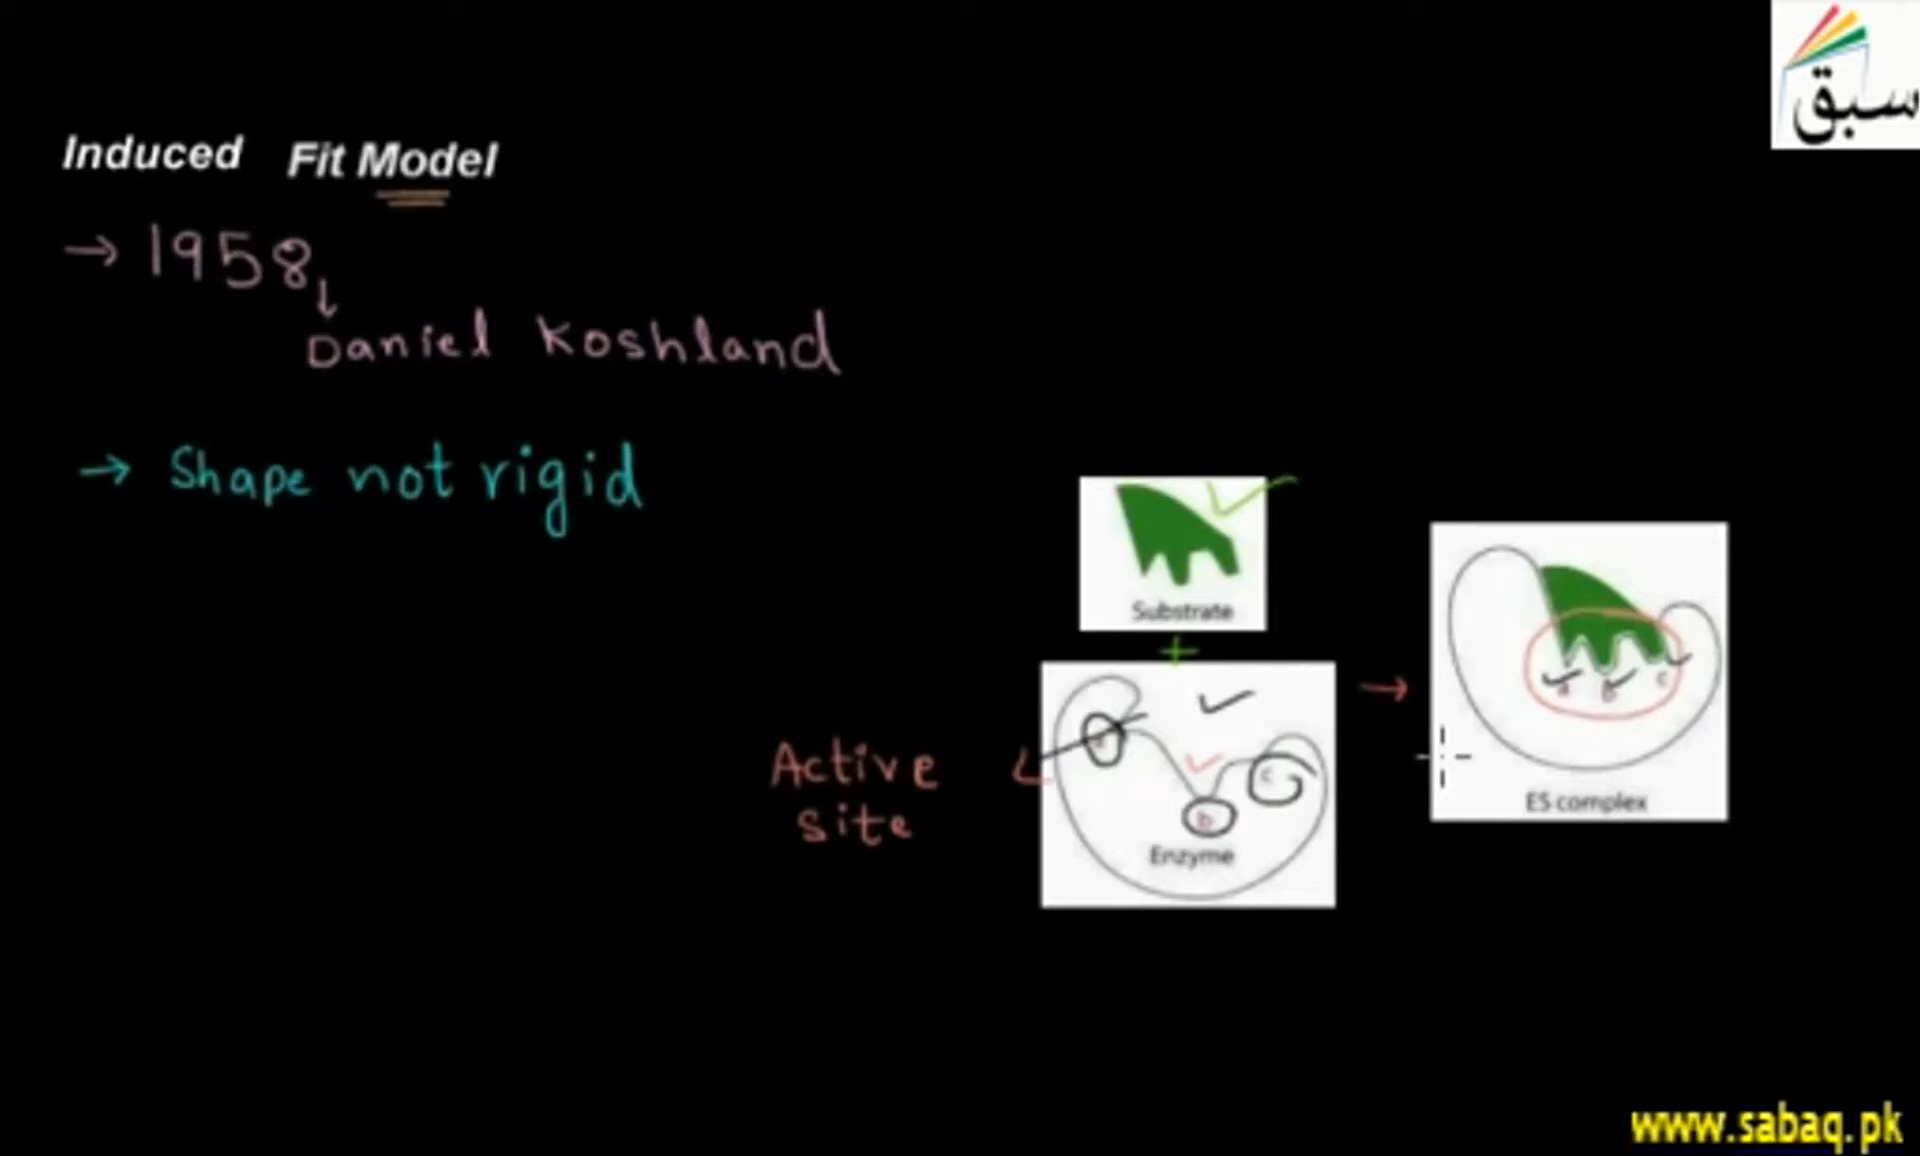 سبق
Induced Fit Model
→ 1958
↓
Daniel Koshland
→ Shape not rigid
Substrate
+
Active
site
a
b
c
Enzyme
→
a b c
ES complex
www.sabaq.pk